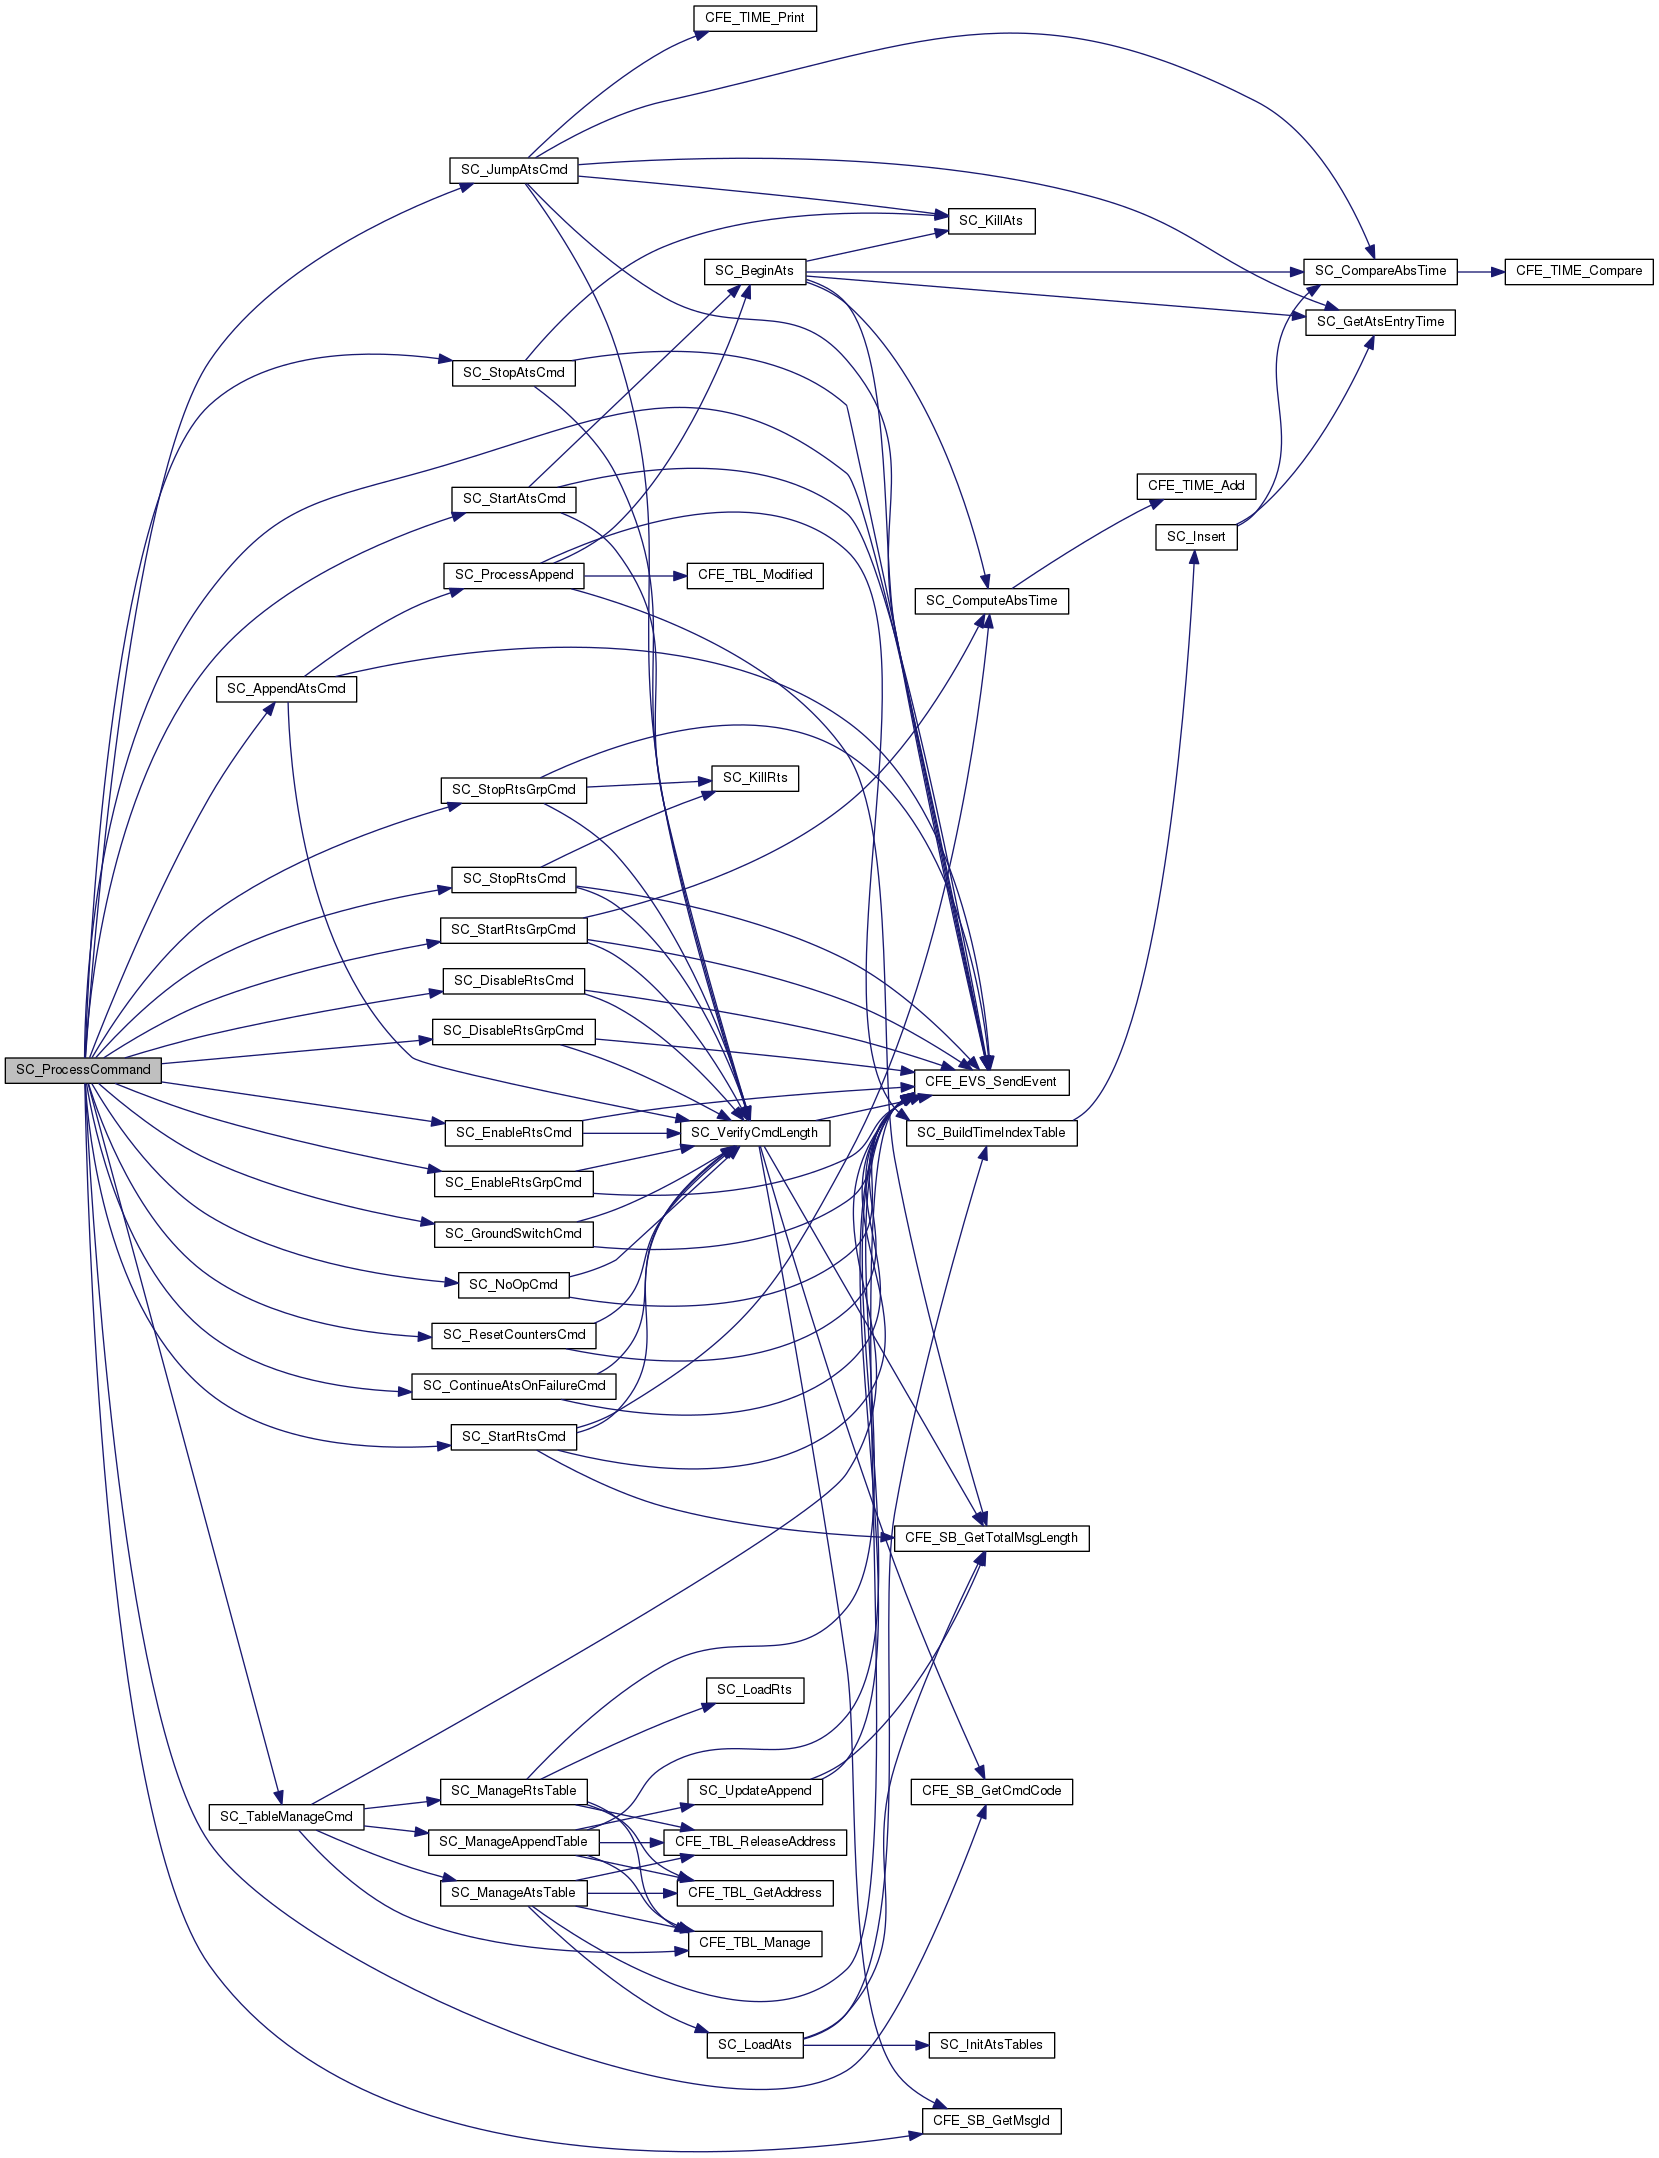 CFE_TIME_Print
SC_JumpAtsCmd
SC_KillAts
SC_BeginAts
SC_CompareAbsTime
CFE_TIME_Compare
SC_GetAtsEntryTime
SC_StopAtsCmd
CFE_TIME_Add
SC_StartAtsCmd
SC_Insert
SC_ProcessAppend
CFE_TBL_Modified
SC_ComputeAbsTime
SC_AppendAtsCmd
SC_KillRts
SC_StopRtsGrpCmd
SC_StopRtsCmd
SC_StartRtsGrpCmd
SC_DisableRtsCmd
SC_DisableRtsGrpCmd
SC_ProcessCommand
CFE_EVS_SendEvent
SC_EnableRtsCmd
SC_VerifyCmdLength
SC_BuildTimeIndexTable
SC_EnableRtsGrpCmd
SC_GroundSwitchCmd
SC_NoOpCmd
SC_ResetCountersCmd
SC_ContinueAtsOnFailureCmd
SC_StartRtsCmd
CFE_SB_GetTotalMsgLength
SC_LoadRts
SC_ManageRtsTable
SC_UpdateAppend
CFE_SB_GetCmdCode
SC_TableManageCmd
SC_ManageAppendTable
CFE_TBL_ReleaseAddress
SC_ManageAtsTable
CFE_TBL_GetAddress
CFE_TBL_Manage
SC_LoadAts
SC_InitAtsTables
CFE_SB_GetMsgId